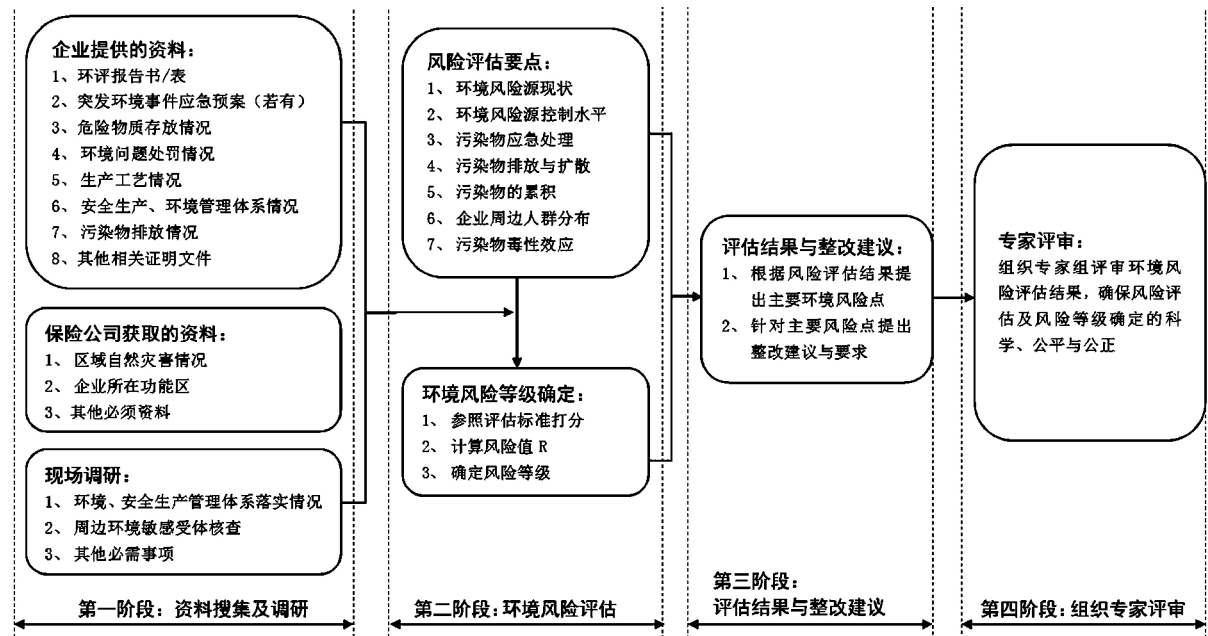 企业提供的资料：
1、环评报告书/表
2、突发环境事件应急预案（若有）
3、危险物质存放情况
4、环境问题处罚情况
5、生产工艺情况
6、安全生产、环境管理体系情况
7、污染物排放情况
8、其他相关证明文件
保险公司获取的资料：
1、区域自然灾害情况
2、企业所在功能区
3、其他必须资料
现场调研：
1、环境、安全生产管理体系落实情况
2、周边环境敏感受体核查
3、其他必需事项
第一阶段：资料搜集及调研
风险评估要点：
1、环境风险源现状
2、环境风险源控制水平
3、污染物应急处理
4、污染物排放与扩散
5、污染物的累积
6、企业周边人群分布
7、污染物毒性效应
环境风险等级确定：
1、参照评估标准打分
2、计算风险值 R
3、确定风险等级
第二阶段：环境风险评估
评估结果与整改建议：
1、根据风险评估结果提
出主要环境风险点
2、针对主要风险点提出
整改建议与要求
第三阶段：
评估结果与整改建议
专家评审：
组织专家组评审环境风
险评估结果，确保风险评
估及风险等级确定的科
学、公平与公正
第四阶段：组织专家评审